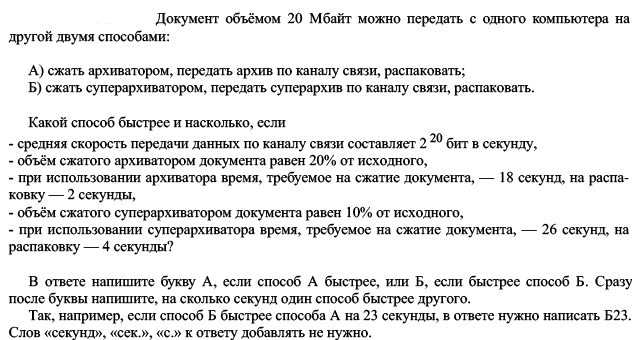 Документ объёмом 20 Мбайт можно передать с одного компьютера на
другой двумя способами:
А) сжать архиватором, передать архив по каналу связи, распаковать;
Б) сжать суперархиватором, передать суперархив по каналу связи, распаковать.
Какой способ быстрее и насколько, если
- средняя скорость передачи данных по каналу связи составляет 2 20 бит в секунду,
- объём сжатого архиватором документа равен 20% от исходного,
- при использовании архиватора время, требуемое на сжатие документа, — 18 секунд, на распа-
ковку — 2 секунды,
- объём сжатого суперархиватором документа равен 10% от исходного,
- при использовании суперархиватора время, требуемое на сжатие документа, — 26 секунд, на
распаковку — 4 секунды?
В ответе напишите букву А, если способ А быстрее, или Б, если быстрее способ Б. Сразу
после буквы напишите, на сколько секунд один способ быстрее другого.
Так, например, если способ Б быстрее способа А на 23 секунды, в ответе нужно написать Б23.
Слов «секунд», «сек.», «с.» к ответу добавлять не нужно.